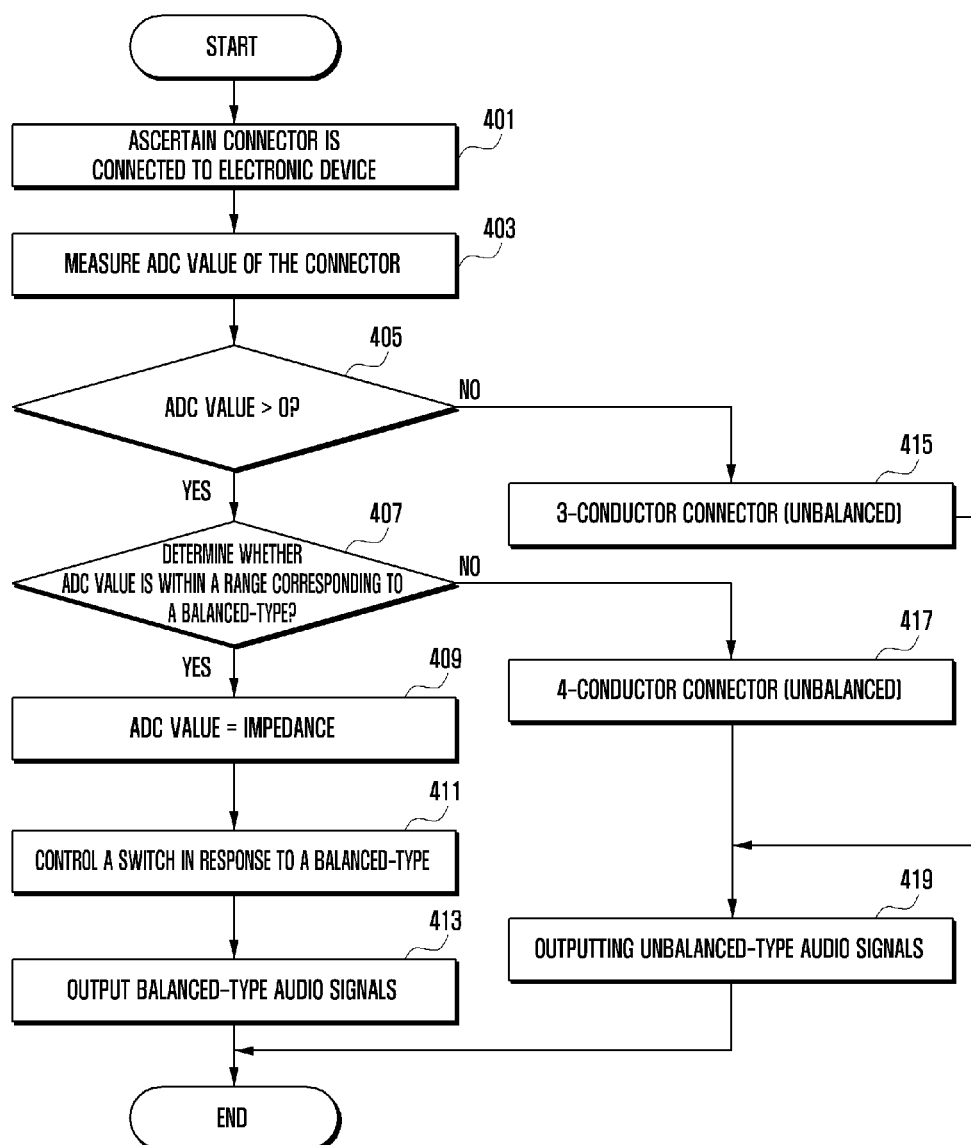 START
401
ASCERTAIN CONNECTOR IS
CONNECTED TO ELECTRONIC DEVICE
403
MEASURE ADC VALUE OF THE CONNECTOR
405
ADC VALUE > 0?
NO
YES
415
3-CONDUCTOR CONNECTOR (UNBALANCED)
407
DETERMINE WHETHER
ADC VALUE IS WITHIN A RANGE CORRESPONDING TO
A BALANCED-TYPE?
NO
YES
417
4-CONDUCTOR CONNECTOR (UNBALANCED)
409
ADC VALUE = IMPEDANCE
411
CONTROL A SWITCH IN RESPONSE TO A BALANCED-TYPE
419
OUTPUTTING UNBALANCED-TYPE AUDIO SIGNALS
413
OUTPUT BALANCED-TYPE AUDIO SIGNALS
END